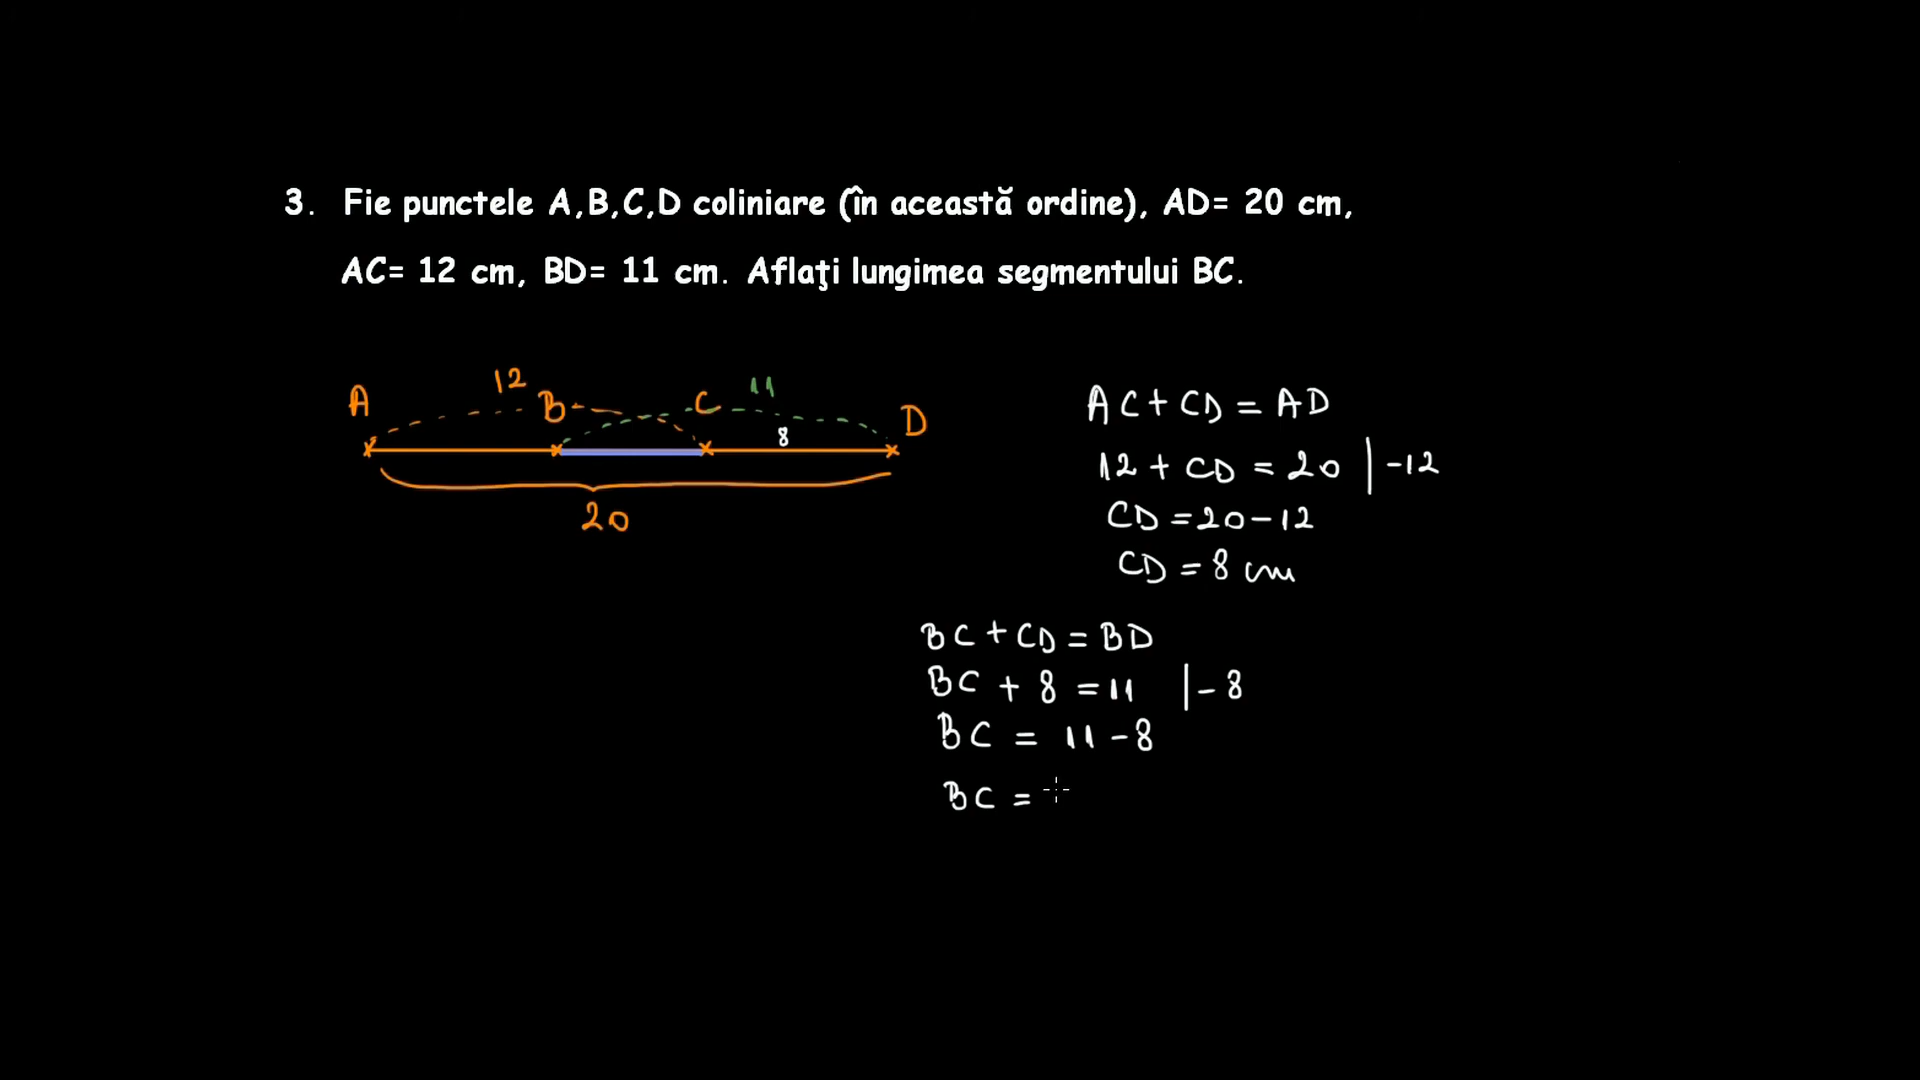 3. Fie punctele A,B,C,D coliniare (în această ordine), AD= 20 cm,
AC= 12 cm, BD= 11 cm. Aflaţi lungimea segmentului BC.
A 12 B C 11 D
8
20
AC + CD = AD
12 + CD = 20 | -12
CD = 20 - 12
CD = 8 cm
BC + CD = BD
BC + 8 = 11 | - 8
BC = 11 - 8
BC =